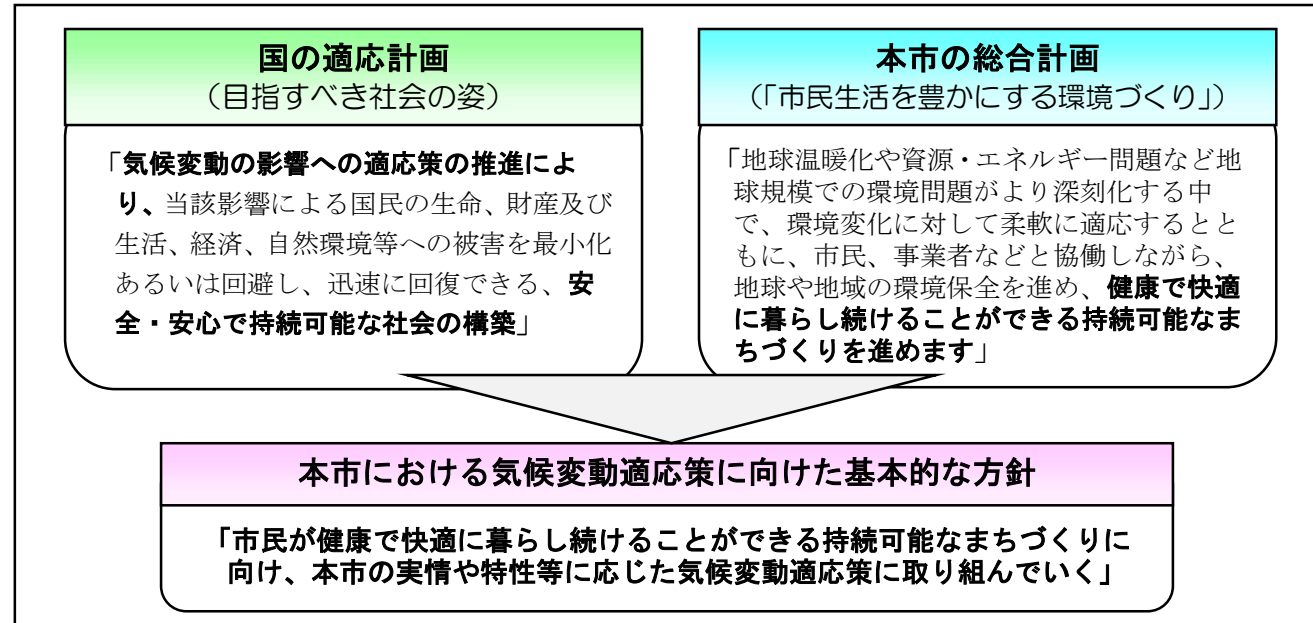 国の適応計画
（目指すべき社会の姿）
「気候変動の影響への適応策の推進によ
り、当該影響による国民の生命、財産及び
生活、経済、自然環境等への被害を最小化
あるいは回避し、迅速に回復できる、安
全・安心で持続可能な社会の構築」
本市の総合計画
（「市民生活を豊かにする環境づくり」）
「地球温暖化や資源・エネルギー問題など地
球規模での環境問題がより深刻化する中
で、環境変化に対して柔軟に適応するとと
もに、市民、事業者などと協働しながら、
地球や地域の環境保全を進め、健康で快適
に暮らし続けることができる持続可能なま
ちづくりを進めます」
本市における気候変動適応策に向けた基本的な方針
「市民が健康で快適に暮らし続けることができる持続可能なまちづくりに
向け、本市の実情や特性等に応じた気候変動適応策に取り組んでいく」